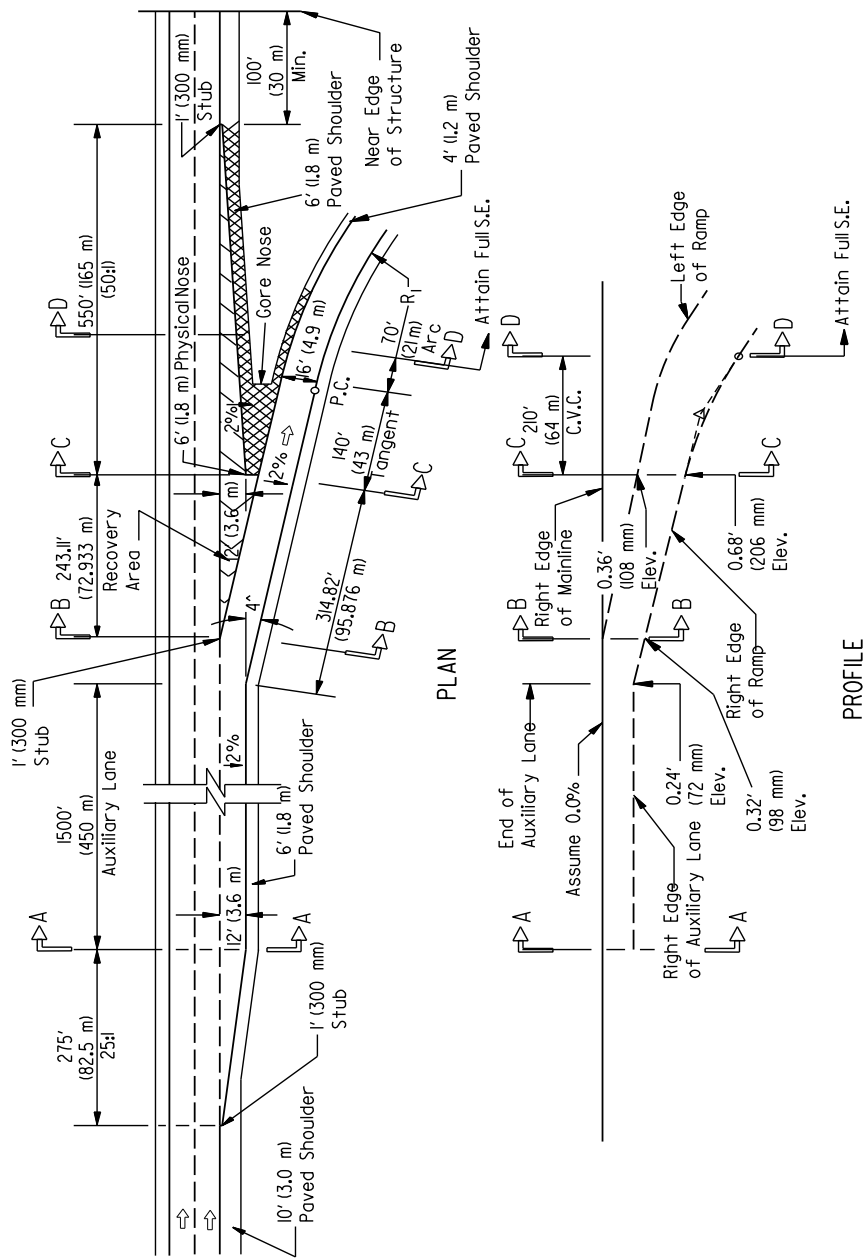 275'
(82.5 m)
25:1
1500'
(450 m)
Auxiliary Lane
243.11'
(72.933 m)
Recovery
Area
550' (165 m)
(50:1)
100'
(30 m)
Min.
A
B
C
D
1' (300 mm)
Stub
6' (1.8 m) Physical Nose
1' (300 mm)
Stub
6' (1.8 m)
Paved Shoulder
Gore Nose
Near Edge
of Structure
4' (1.2 m)
Paved Shoulder
10' (3.0 m)
Paved Shoulder
1' (300 mm)
Stub
12' (3.6 m)
6' (1.8 m)
Paved Shoulder
2%
4°
12' (3.6 m)
2%
2%
16' (4.9 m)
P.C.
R1
314.82'
(95.876 m)
140'
(43 m)
Tangent
70'
(21 m)
Arc
A
B
C
D
Attain Full S.E.
PLAN
A
B
C
D
210'
(64 m)
C.V.C.
End of
Auxiliary Lane
Assume 0.0%
Right Edge
of Mainline
0.36'
(108 mm)
Elev.
Left Edge
of Ramp
Right Edge
of Auxiliary Lane
0.24'
(72 mm)
Elev.
0.32'
(98 mm)
Elev.
Right Edge
of Ramp
0.68'
(206 mm)
Elev.
A
B
C
D
Attain Full S.E.
PROFILE